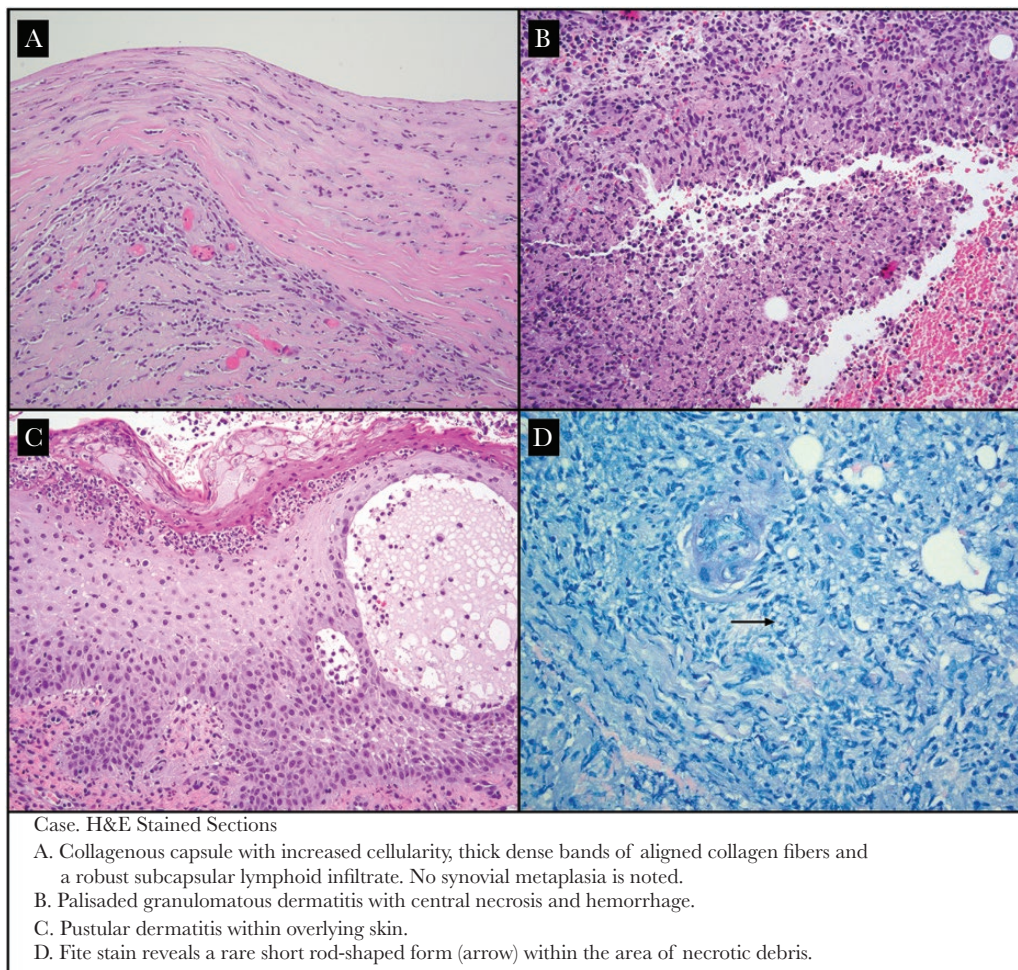 A
B
C
D
Case. H&E Stained Sections
A. Collagenous capsule with increased cellularity, thick dense bands of aligned collagen fibers and
a robust subcapsular lymphoid infiltrate. No synovial metaplasia is noted.
B. Palisaded granulomatous dermatitis with central necrosis and hemorrhage.
C. Pustular dermatitis within overlying skin.
D. Fite stain reveals a rare short rod-shaped form (arrow) within the area of necrotic debris.